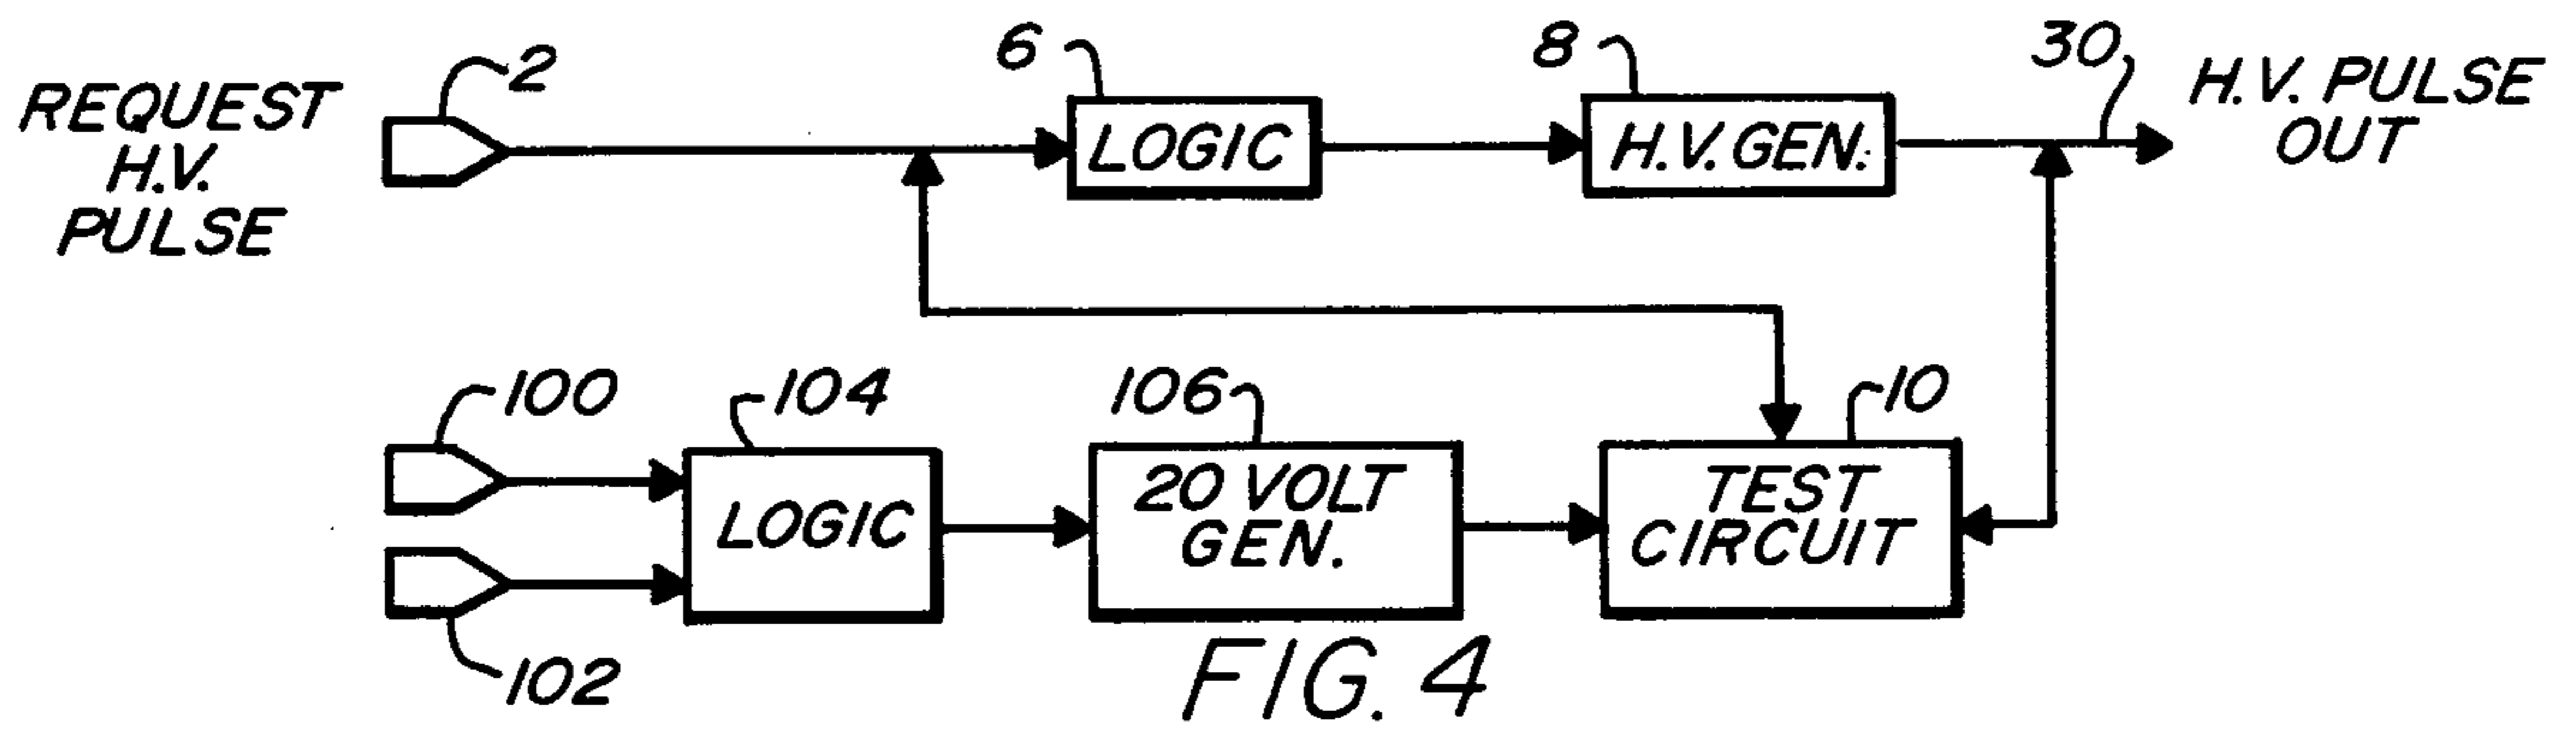 REQUEST
H.V.
PULSE
2
6
LOGIC
8
H.V. GEN.
30
H.V. PULSE
OUT
100
102
104
LOGIC
106
20 VOLT
GEN.
10
TEST
CIRCUIT
FIG. 4